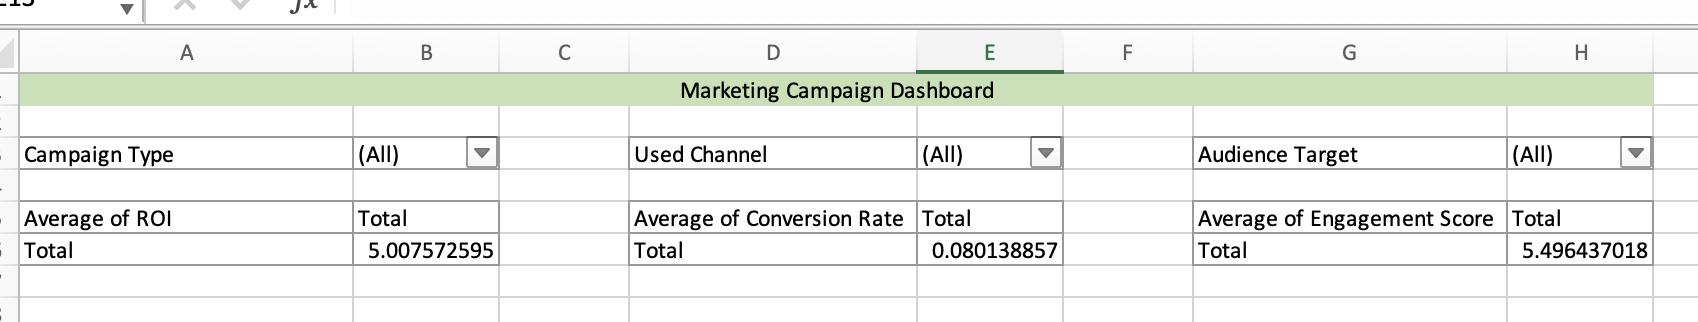 fx
A B C D E F G H
Marketing Campaign Dashboard
Campaign Type (All) Used Channel (All) Audience Target (All)
Average of ROI Total Average of Conversion Rate Total Average of Engagement Score Total
Total 5.007572595 Total 0.080138857 Total 5.496437018